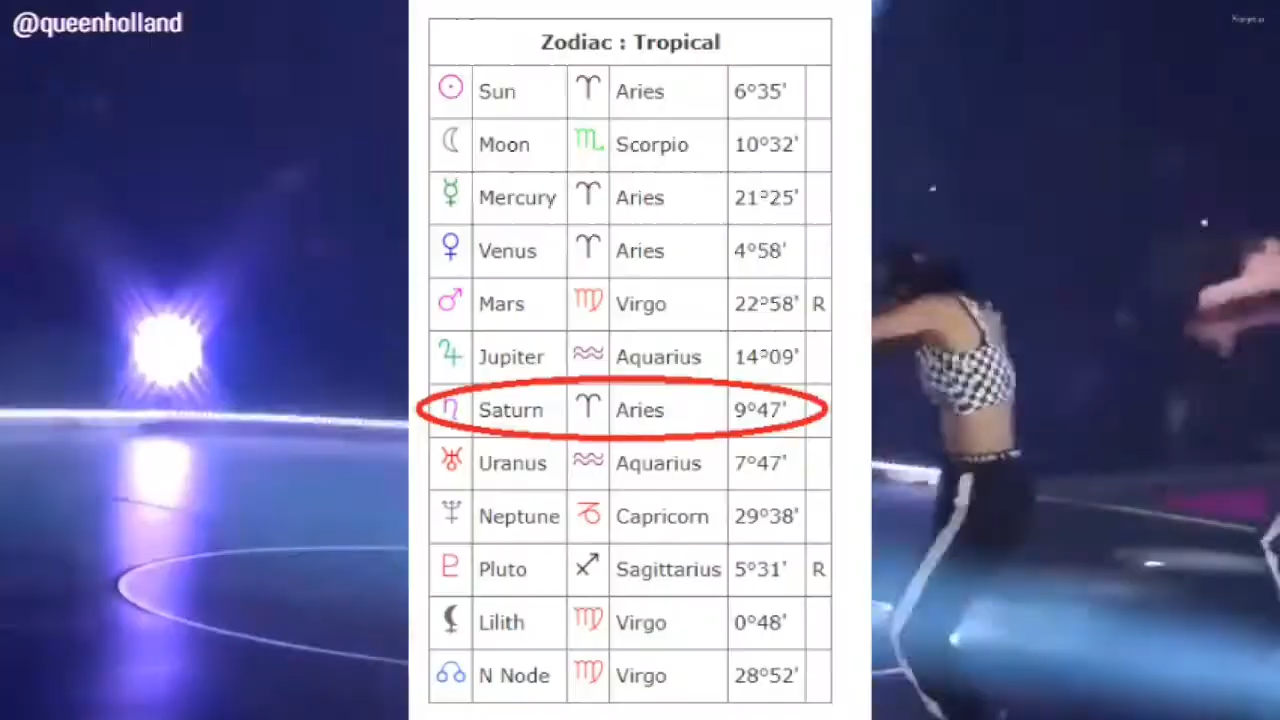 @queenholland
Zodiac : Tropical
Sun Aries 6°35'
Moon Scorpio 10°32'
Mercury Aries 21°25'
Venus Aries 4°58'
Mars Virgo 22°58' R
Jupiter Aquarius 14°09'
Saturn Aries 9°47'
Uranus Aquarius 7°47'
Neptune Capricorn 29°38'
Pluto Sagittarius 5°31' R
Lilith Virgo 0°48'
N Node Virgo 28°52'